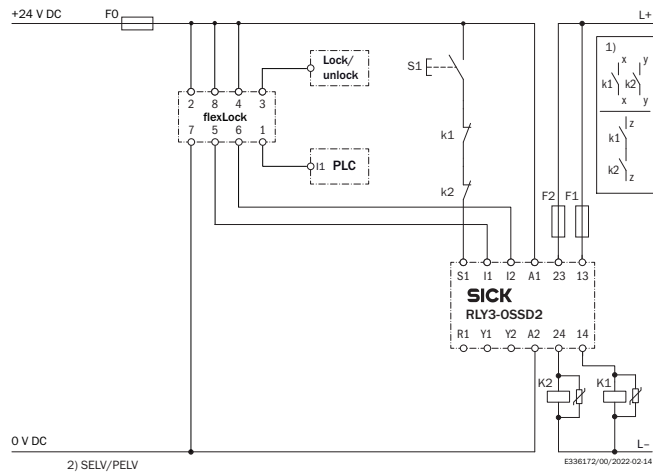 +24 V DC F0 L+
1)
x y
k1 k2
x y
z
k1
k2
z
Lock/
unlock
S1
2 8 4 3
flexLock
7 5 6 1
I1 PLC
k1
k2
F2 F1
S1 I1 I2 A1 23 13
SICK
RLY3-OSSD2
R1 Y1 Y2 A2 24 14
K2 K1
0 V DC L–
2) SELV/PELV E336172/00/2022-02-14